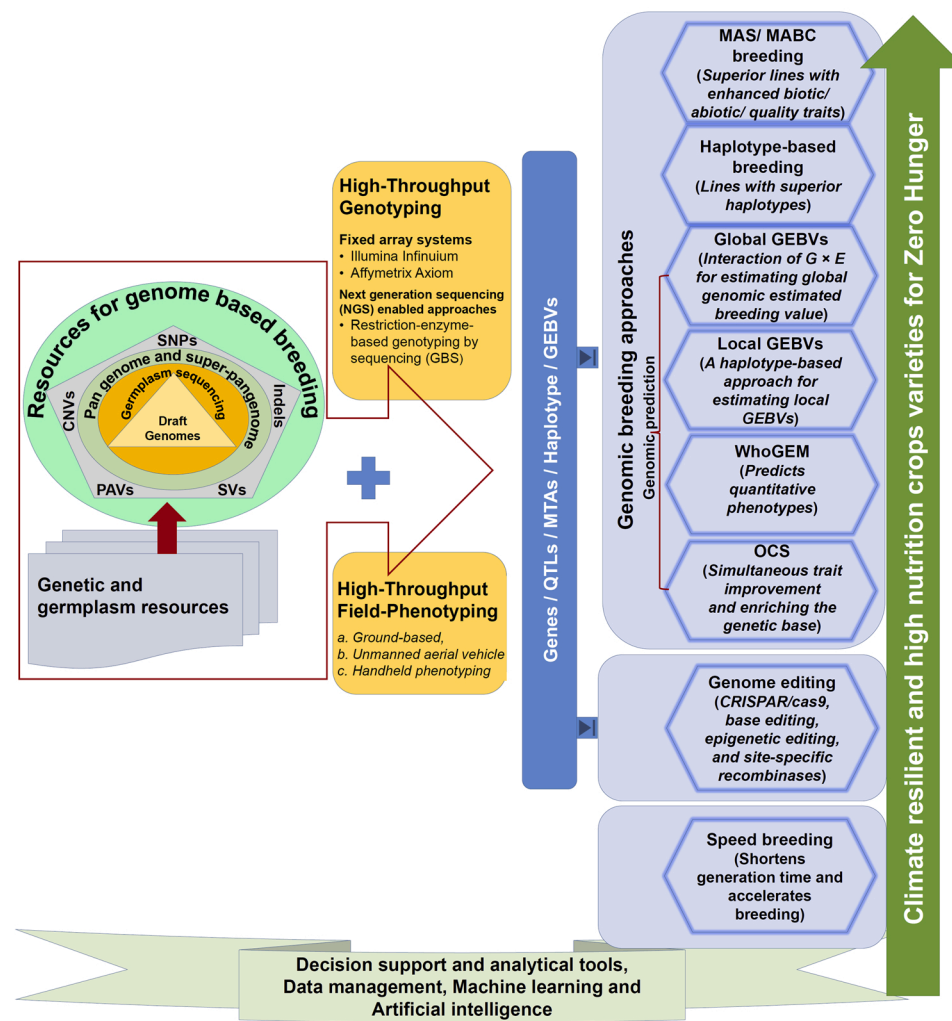 Resources for genome based breeding
SNPs
Indels
SVs
PAVs
CNVs
Pan genome and super-pangenome
Germplasm sequencing
Draft
Genomes
Genetic and
germplasm resources
High-Throughput
Genotyping
Fixed array systems
• Illumina Infinuium
• Affymetrix Axiom
Next generation sequencing
(NGS) enabled approaches
• Restriction-enzyme-
based genotyping by
sequencing (GBS)
High-Throughput
Field-Phenotyping
a. Ground-based,
b. Unmanned aerial vehicle
c. Handheld phenotyping
Genes / QTLs / MTAs / Haplotype / GEBVs
Genomic breeding approaches
Genomic prediction
MAS/ MABC
breeding
(Superior lines with
enhanced biotic/
abiotic/ quality traits)
Haplotype-based
breeding
(Lines with superior
haplotypes)
Global GEBVs
(Interaction of G × E
for estimating global
genomic estimated
breeding value)
Local GEBVs
(A haplotype-based
approach for
estimating local
GEBVs)
WhoGEM
(Predicts
quantitative
phenotypes)
OCS
(Simultaneous trait
improvement
and enriching the
genetic base)
Genome editing
(CRISPAR/cas9,
base editing,
epigenetic editing,
and site-specific
recombinases)
Speed breeding
(Shortens
generation time and
accelerates
breeding)
Climate resilient and high nutrition crops varieties for Zero Hunger
Decision support and analytical tools,
Data management, Machine learning and
Artificial intelligence